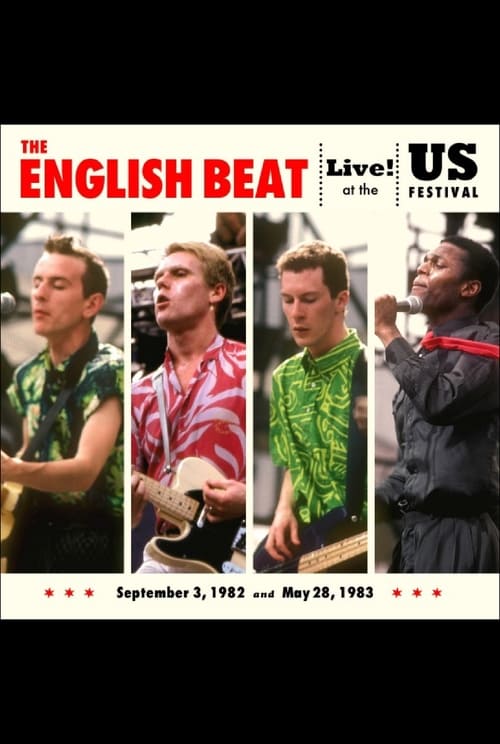 THE
ENGLISH BEAT
Live!
at the
US
FESTIVAL
September 3, 1982 and May 28, 1983